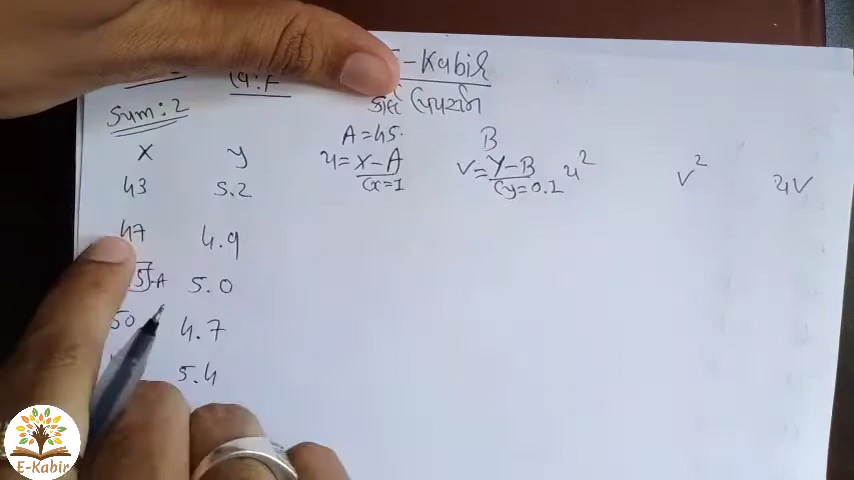 E-Kabir
Sum: 2
A = 45
B
x
y
u = x - A
Cx = 1
v = Y - B
Cy = 0.1
u²
v²
uv
43 5.2
47 4.9
5 -A 5.0
50 4.7
5.4
E-Kabir